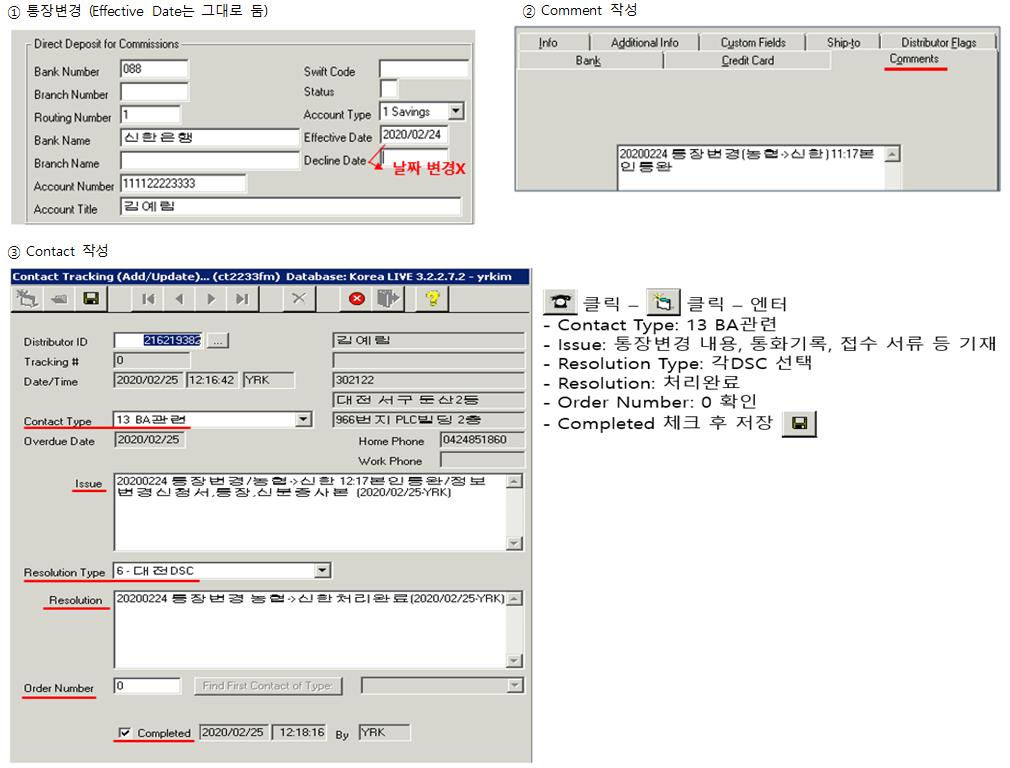 ① 통장변경 (Effective Date는 그대로 둠)
Direct Deposit for Commissions
Bank Number 088
Branch Number
Routing Number 1
Bank Name 신한은행
Branch Name
Account Number 111122223333
Account Title 김예림
Swift Code
Status
Account Type 1 Savings
Effective Date 2020/02/24
Decline Date
날짜 변경X
② Comment 작성
Info Additional Info Custom Fields Ship-to Distributor Flags
Bank Credit Card Comments
20200224 통장변경(농협->신한)11:17본
인통완
③ Contact 작성
Contact Tracking (Add/Update)... (ct2233fm) Database: Korea LIVE 3.2.2.7.2 - yrkim
Distributor ID 216219382 ... 김예림
Tracking # 0
Date/Time 2020/02/25 12:16:42 YRK 302122
대전 서구 둔산2동
Contact Type 13 BA관련 966번지 PLC빌딩 2층
Overdue Date 2020/02/25 Home Phone 0424851860
Work Phone
Issue 20200224 통장변경/농협->신한 12:17본인통완/정보
변경신청서,통장,신분증사본 (2020/02/25-YRK)
Resolution Type 6 - 대전DSC
Resolution 20200224 통장변경 농협->신한처리완료(2020/02/25-YRK)
Order Number 0 Find First Contact of Type:
Completed 2020/02/25 12:18:16 By YRK
클릭 – 클릭 – 엔터
- Contact Type: 13 BA관련
- Issue: 통장변경 내용, 통화기록, 접수 서류 등 기재
- Resolution Type: 각DSC 선택
- Resolution: 처리완료
- Order Number: 0 확인
- Completed 체크 후 저장